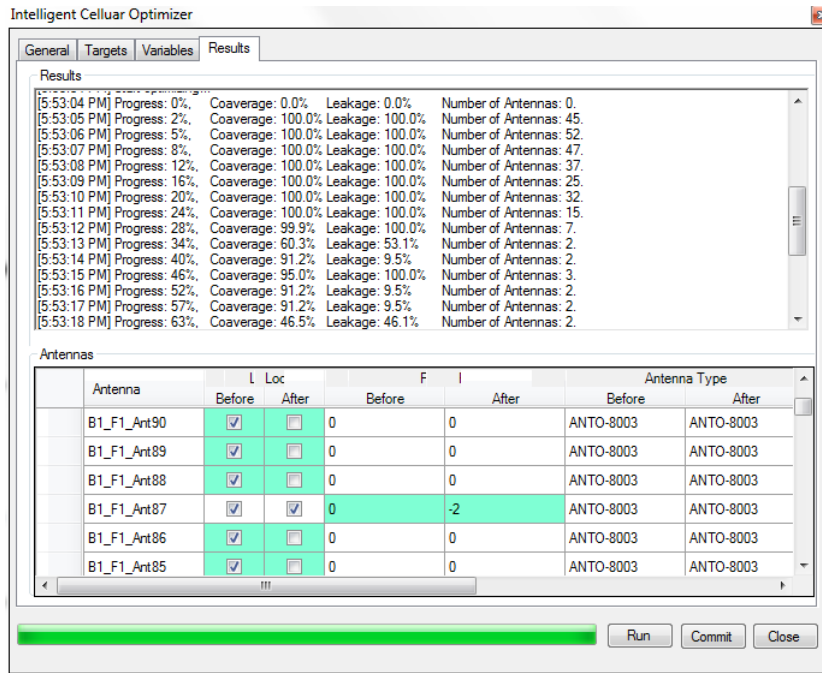 Intelligent Celluar Optimizer
General Targets Variables Results
Results
[5:53:04 PM] Progress: 0%, Coaverage: 0.0% Leakage: 0.0% Number of Antennas: 0.
[5:53:05 PM] Progress: 2%, Coaverage: 100.0% Leakage: 100.0% Number of Antennas: 45.
[5:53:06 PM] Progress: 5%, Coaverage: 100.0% Leakage: 100.0% Number of Antennas: 52.
[5:53:07 PM] Progress: 8%, Coaverage: 100.0% Leakage: 100.0% Number of Antennas: 47.
[5:53:08 PM] Progress: 12%, Coaverage: 100.0% Leakage: 100.0% Number of Antennas: 37.
[5:53:09 PM] Progress: 16%, Coaverage: 100.0% Leakage: 100.0% Number of Antennas: 25.
[5:53:10 PM] Progress: 20%, Coaverage: 100.0% Leakage: 100.0% Number of Antennas: 32.
[5:53:11 PM] Progress: 24%, Coaverage: 100.0% Leakage: 100.0% Number of Antennas: 15.
[5:53:12 PM] Progress: 28%, Coaverage: 99.9% Leakage: 100.0% Number of Antennas: 7.
[5:53:13 PM] Progress: 34%, Coaverage: 60.3% Leakage: 53.1% Number of Antennas: 2.
[5:53:14 PM] Progress: 40%, Coaverage: 91.2% Leakage: 9.5% Number of Antennas: 2.
[5:53:15 PM] Progress: 46%, Coaverage: 95.0% Leakage: 100.0% Number of Antennas: 3.
[5:53:16 PM] Progress: 52%, Coaverage: 91.2% Leakage: 9.5% Number of Antennas: 2.
[5:53:17 PM] Progress: 57%, Coaverage: 91.2% Leakage: 9.5% Number of Antennas: 2.
[5:53:18 PM] Progress: 63%, Coaverage: 46.5% Leakage: 46.1% Number of Antennas: 2.
Antennas
Antenna Antenna Type
Before After Before After Before After
B1_F1_Ant90 0 0 ANTO-8003 ANTO-8003
B1_F1_Ant89 0 0 ANTO-8003 ANTO-8003
B1_F1_Ant88 0 0 ANTO-8003 ANTO-8003
B1_F1_Ant87 0 -2 ANTO-8003 ANTO-8003
B1_F1_Ant86 0 0 ANTO-8003 ANTO-8003
B1_F1_Ant85 0 0 ANTO-8003 ANTO-8003
Run Commit Close